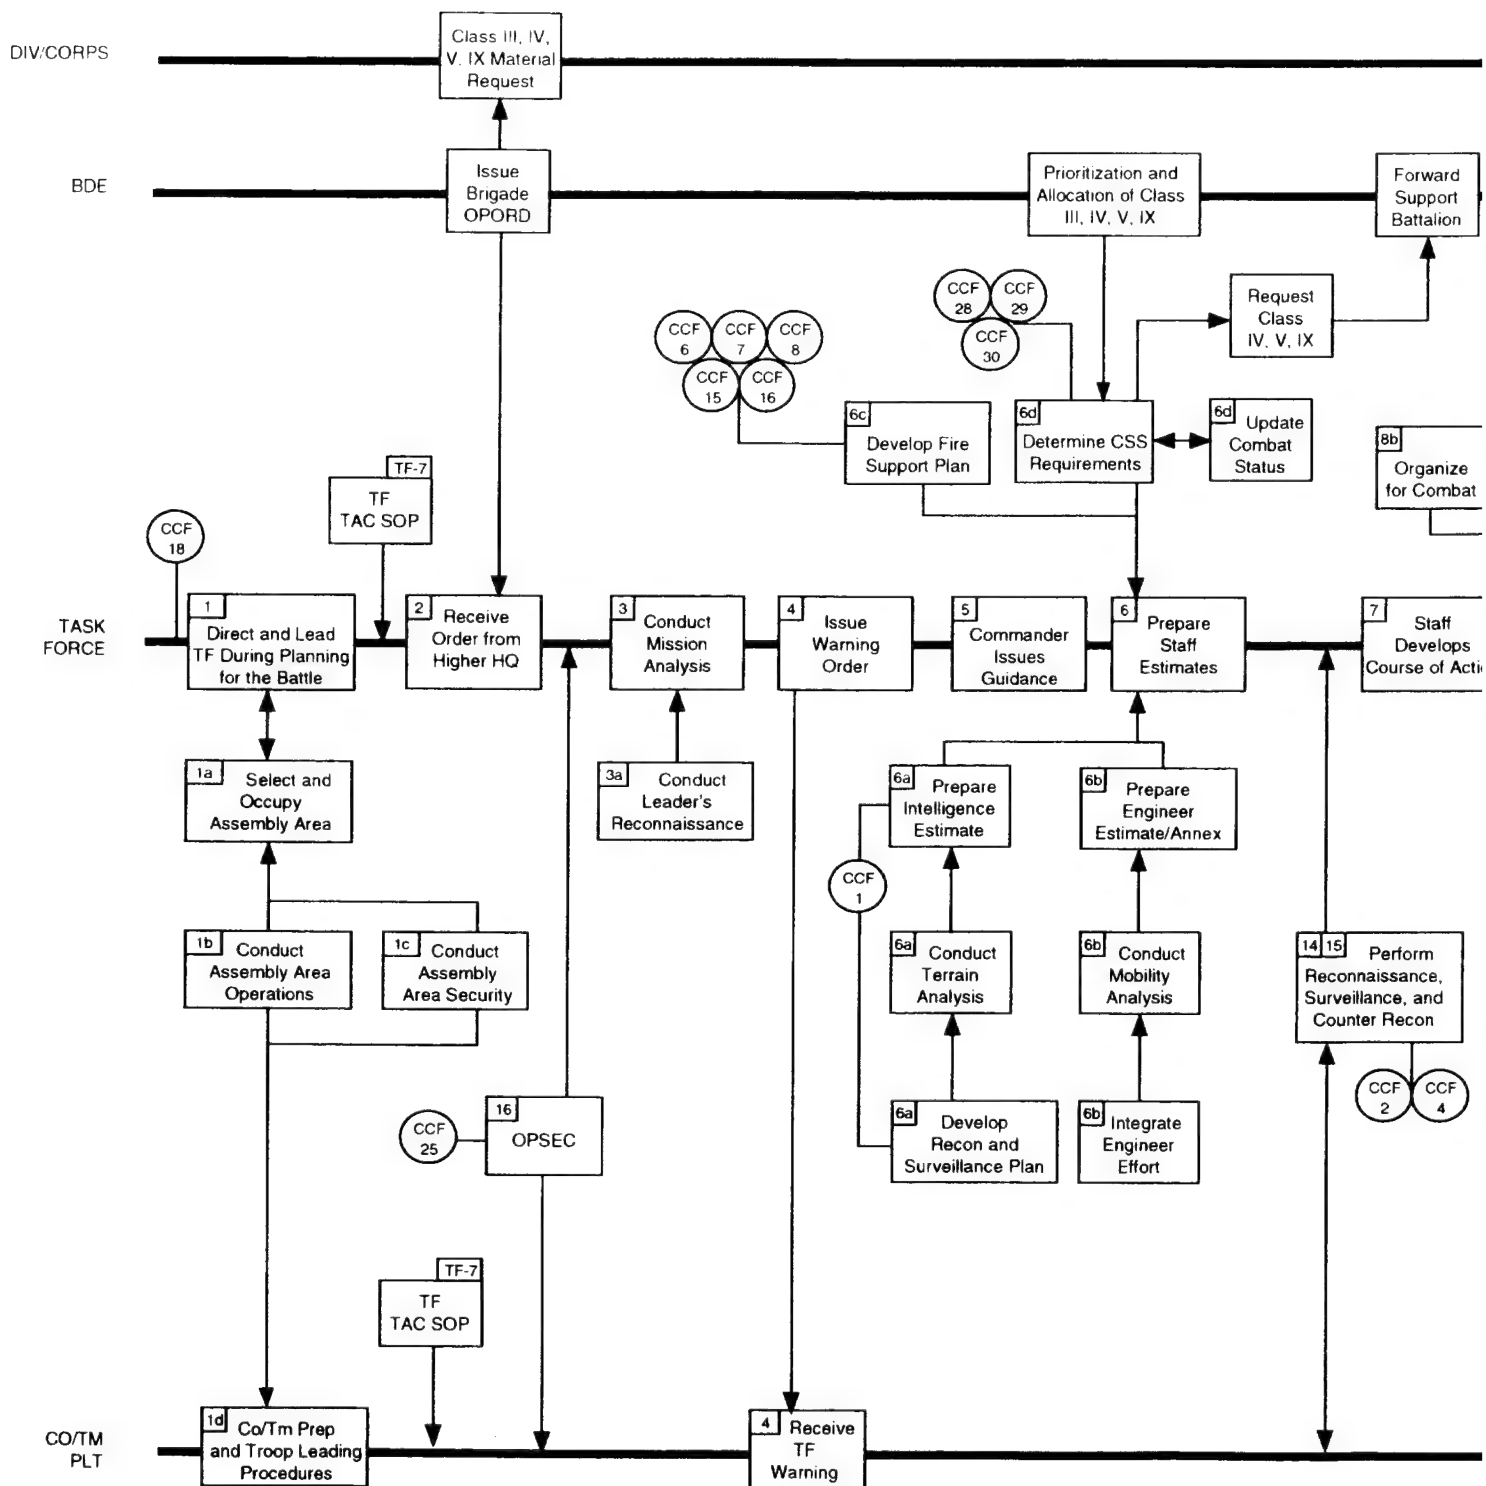 DIV/CORPS
Class III, IV,
V, IX Material
Request
BDE
Issue
Brigade
OPORD
Prioritization and
Allocation of Class
III, IV, V, IX
Forward
Support
Battalion
CCF
28
CCF
29
CCF
30
Request
Class
IV, V, IX
CCF
6
CCF
7
CCF
8
CCF
15
CCF
16
6c
Develop Fire
Support Plan
6d
Determine CSS
Requirements
6d
Update
Combat
Status
8b
Organize
for Combat
TF-7
TF
TAC SOP
CCF
18
TASK
FORCE
1
Direct and Lead
TF During Planning
for the Battle
2
Receive
Order from
Higher HQ
3
Conduct
Mission
Analysis
4
Issue
Warning
Order
5
Commander
Issues
Guidance
6
Prepare
Staff
Estimates
7
Staff
Develops
Course of Acti
1a
Select and
Occupy
Assembly Area
3a
Conduct
Leader's
Reconnaissance
6a
Prepare
Intelligence
Estimate
6b
Prepare
Engineer
Estimate/Annex
CCF
1
1b
Conduct
Assembly Area
Operations
1c
Conduct
Assembly
Area Security
6a
Conduct
Terrain
Analysis
6b
Conduct
Mobility
Analysis
14 15
Perform
Reconnaissance,
Surveillance, and
Counter Recon
CCF
2
CCF
4
CCF
25
16
OPSEC
6a
Develop
Recon and
Surveillance Plan
6b
Integrate
Engineer
Effort
TF-7
TF
TAC SOP
CO/TM
PLT
1d
Co/Tm Prep
and Troop Leading
Procedures
4
Receive
TF
Warning